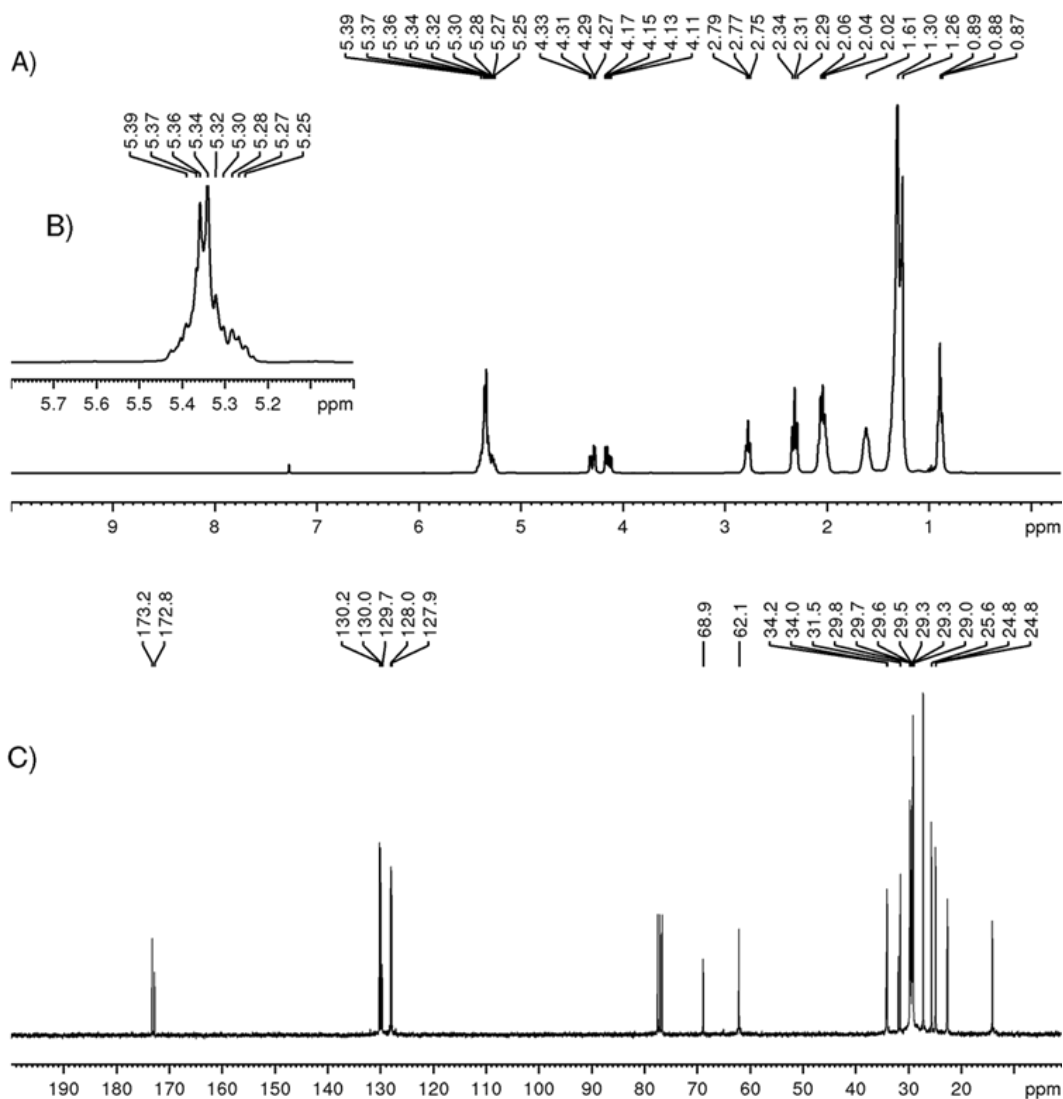 A)
5.39 5.37 5.36 5.34 5.32 5.30 5.28 5.27 5.25 4.33 4.31 4.29 4.27 4.17 4.15 4.13 4.11 2.79 2.77 2.75 2.34 2.31 2.29 2.06 2.04 2.02 1.61 1.30 1.26 0.89 0.88 0.87
B)
5.39 5.37 5.36 5.34 5.32 5.30 5.28 5.27 5.25
5.7 5.6 5.5 5.4 5.3 5.2 ppm
9 8 7 6 5 4 3 2 1 ppm
173.2 172.8 130.2 130.0 129.7 128.0 127.9 68.9 62.1 34.2 34.0 31.5 29.8 29.7 29.6 29.5 29.3 29.3 29.0 25.6 24.8 24.8
C)
190 180 170 160 150 140 130 120 110 100 90 80 70 60 50 40 30 20 ppm